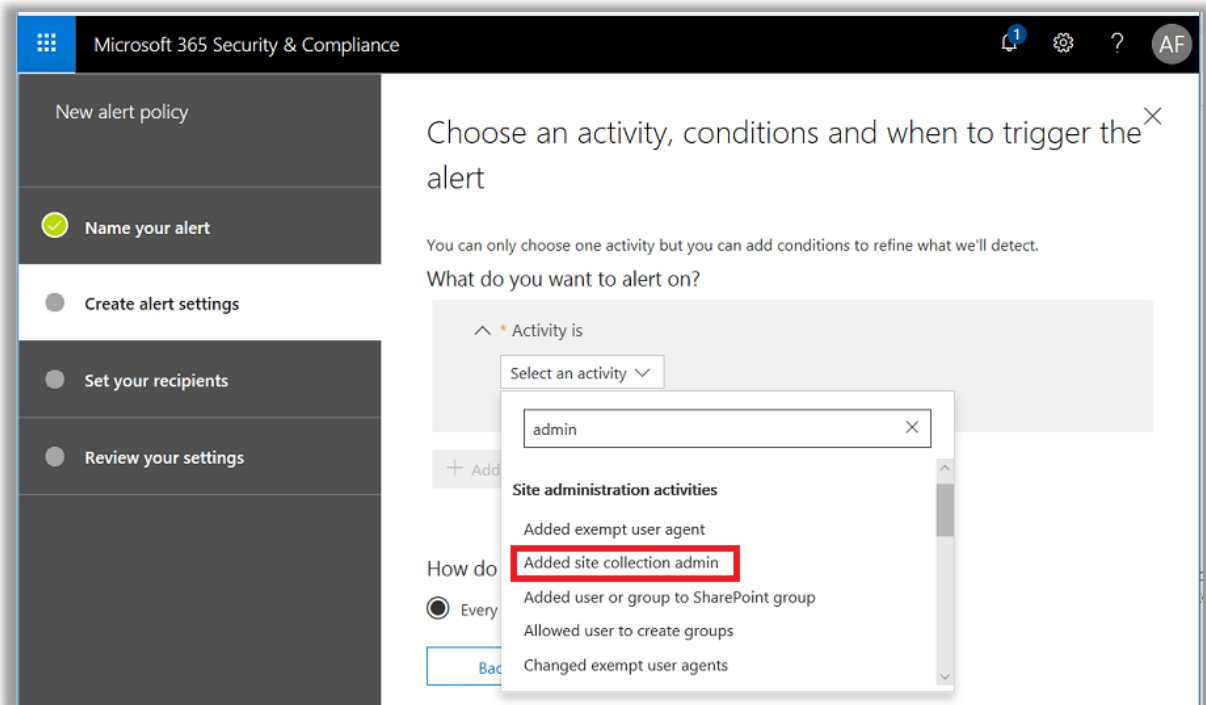 Microsoft 365 Security & Compliance
1
?
AF
New alert policy
Name your alert
Create alert settings
Set your recipients
Review your settings
Choose an activity, conditions and when to trigger the
alert
You can only choose one activity but you can add conditions to refine what we'll detect.
What do you want to alert on?
* Activity is
Select an activity
admin
+ Add
Site administration activities
Added exempt user agent
Added site collection admin
Added user or group to SharePoint group
Allowed user to create groups
Changed exempt user agents
How do
Every
Bac